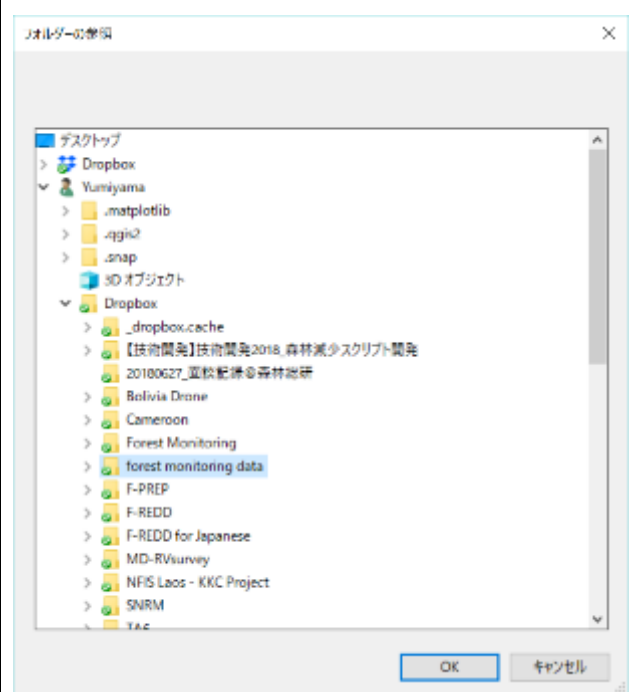 フォルダーの参照
デスクトップ
Dropbox
Yumiyama
.matplotlib
.qgis2
.snap
3D オブジェクト
Dropbox
_dropbox.cache
【技術開発】技術開発2018_森林減少スクリプト開発
20180627_面談記録@森林総研
Bolivia Drone
Cameroon
Forest Monitoring
forest monitoring data
F-PREP
F-REDD
F-REDD for Japanese
MD-RVsurvey
NFIS Laos - KKC Project
SNRM
OK
キャンセル